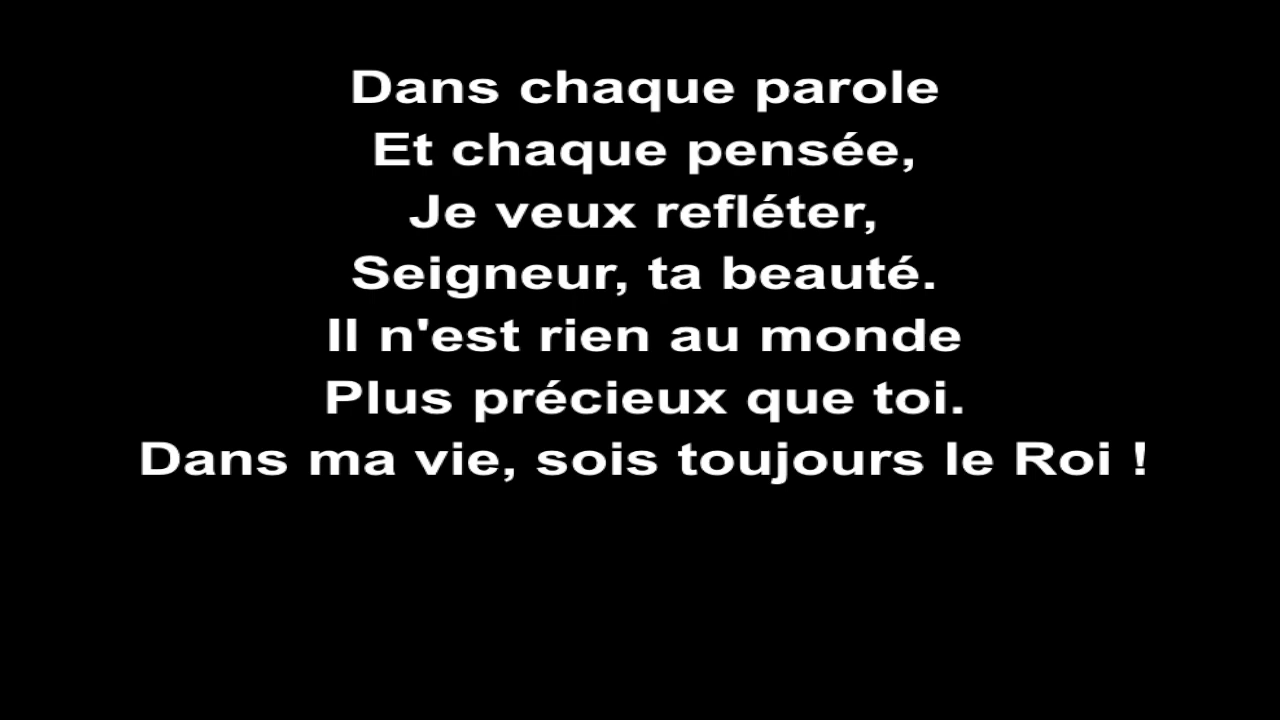 Dans chaque parole
Et chaque pensée,
Je veux refléter,
Seigneur, ta beauté.
Il n'est rien au monde
Plus précieux que toi.
Dans ma vie, sois toujours le Roi !